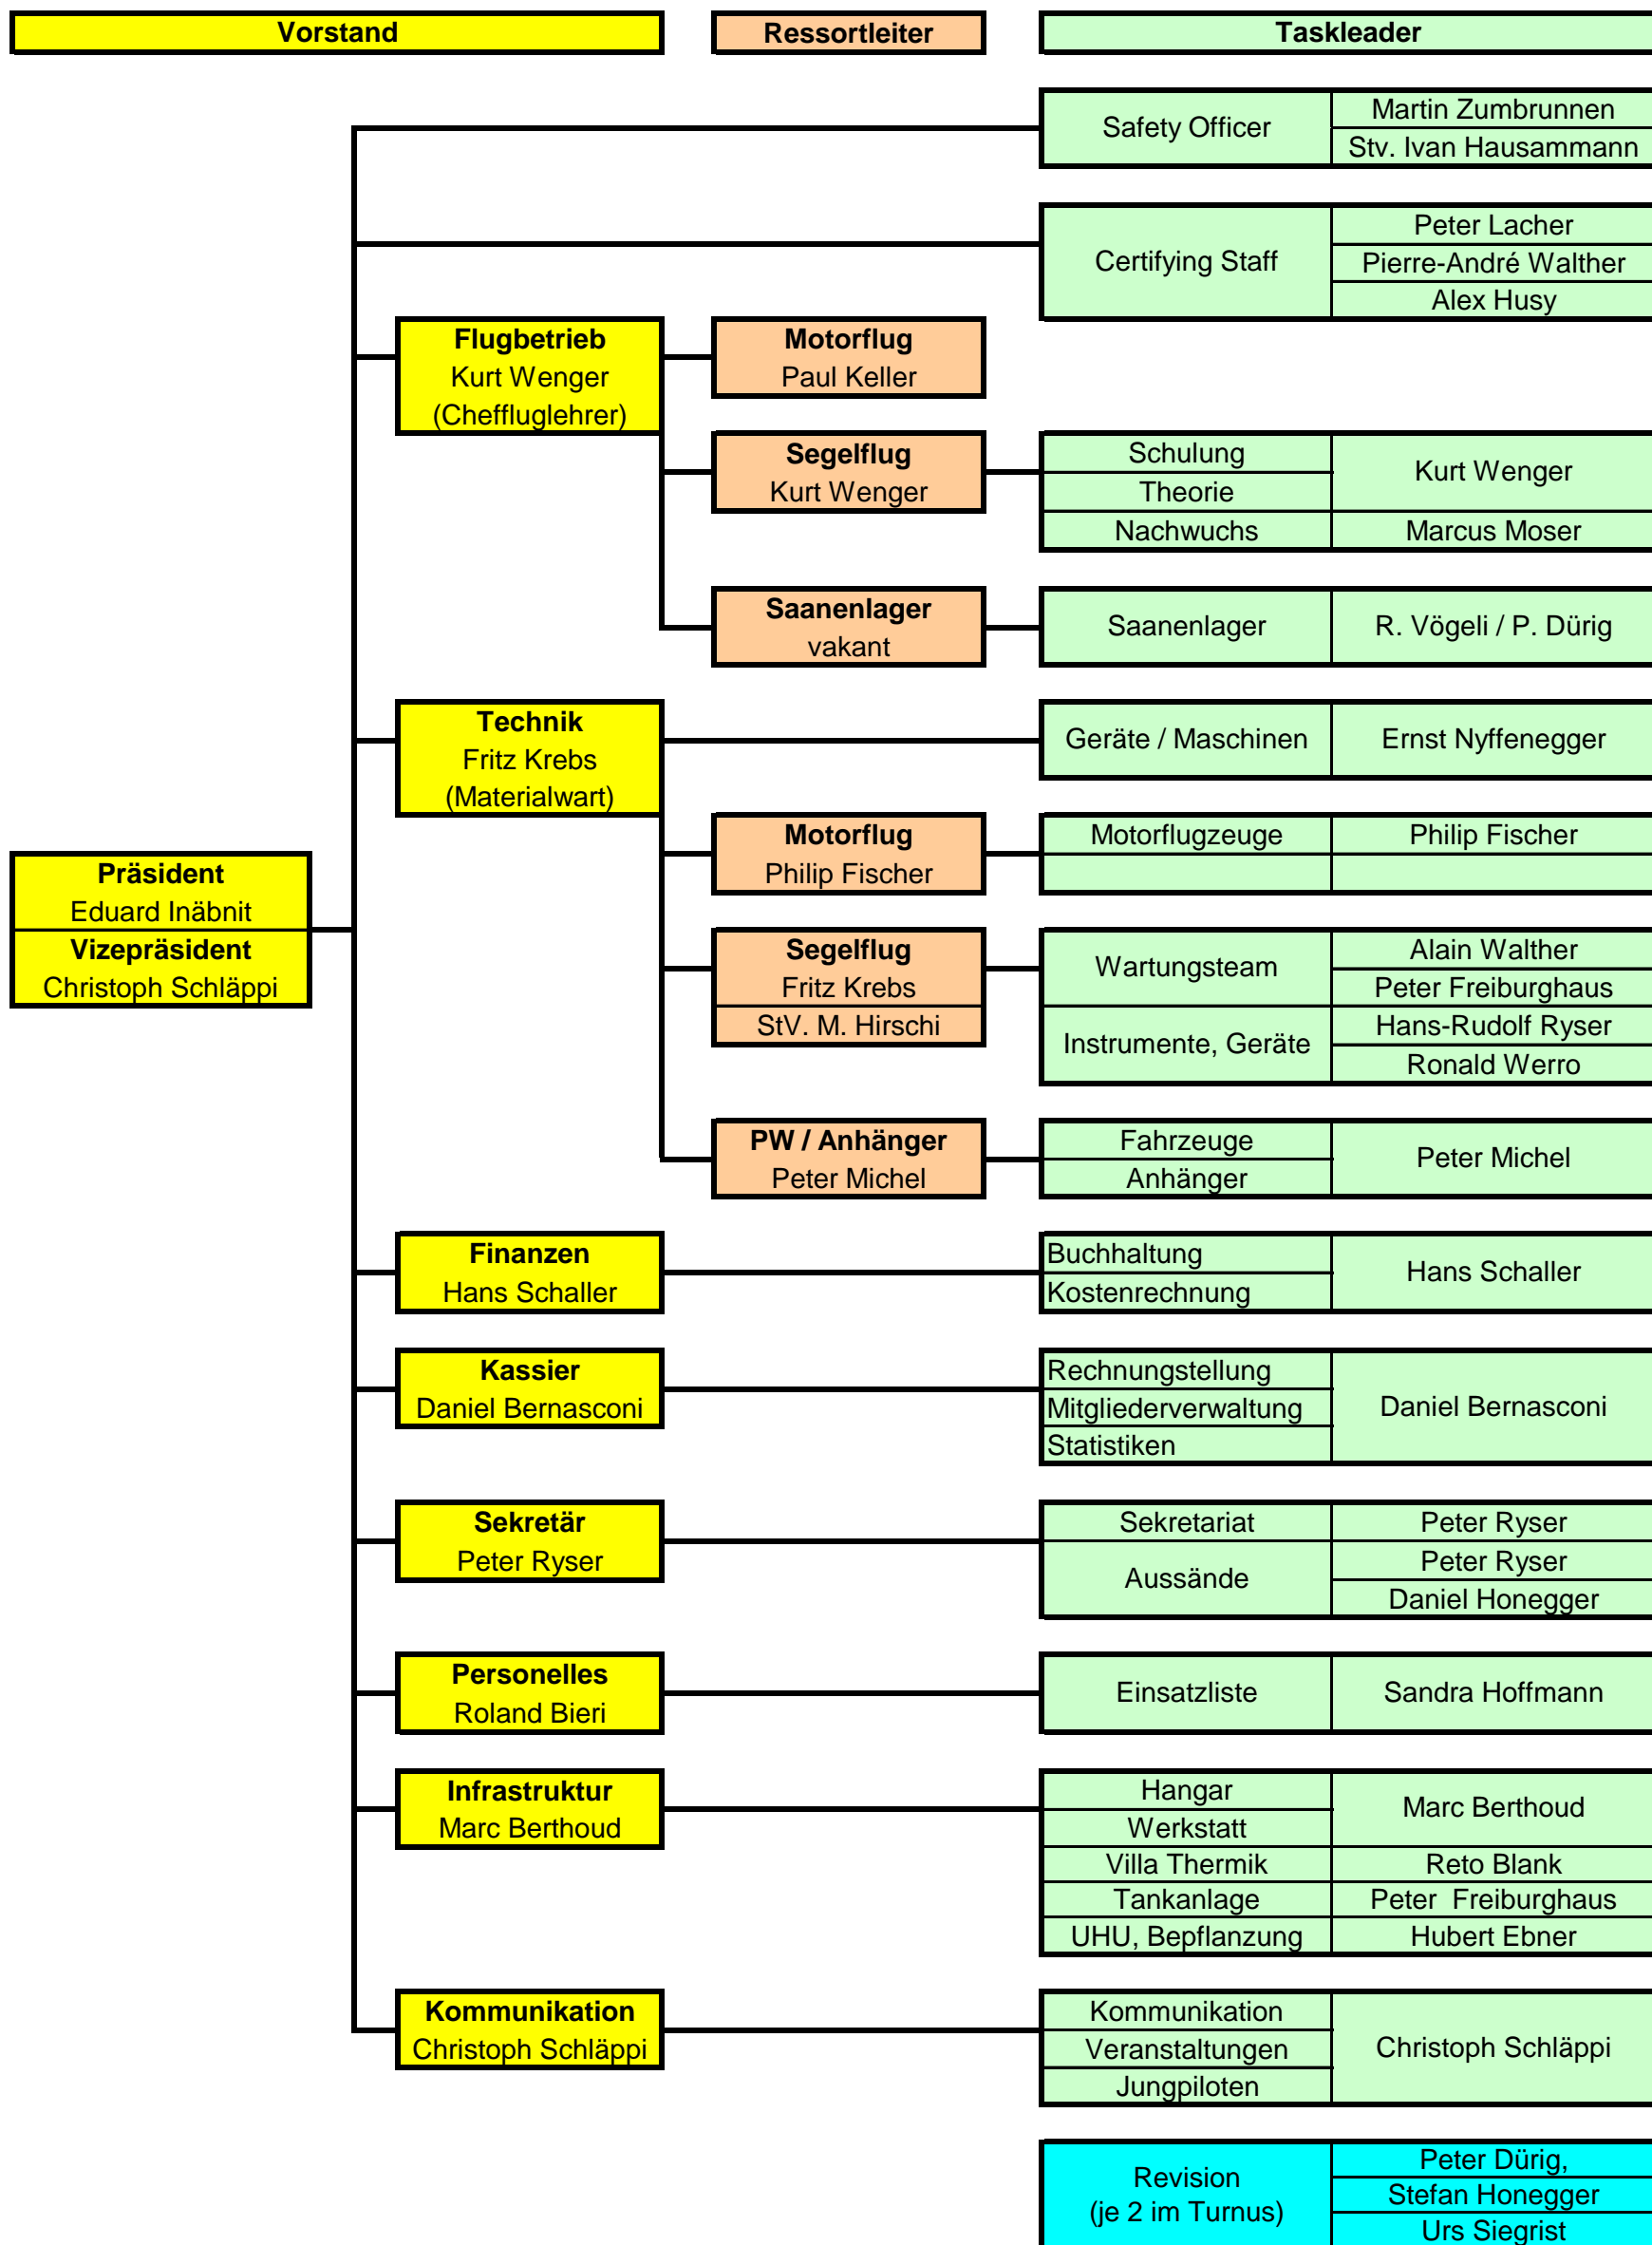 Vorstand
Ressortleiter
Taskleader
Safety Officer
Martin Zumbrunnen
Stv. Ivan Hausammann
Certifying Staff
Peter Lacher
Pierre-André Walther
Alex Husy
Flugbetrieb
Kurt Wenger
(Cheffluglehrer)
Motorflug
Paul Keller
Segelflug
Kurt Wenger
Schulung
Theorie
Kurt Wenger
Nachwuchs
Marcus Moser
Saanenlager
vakant
Saanenlager
R. Vögeli / P. Dürig
Technik
Fritz Krebs
(Materialwart)
Geräte / Maschinen
Ernst Nyffenegger
Motorflug
Philip Fischer
Motorflugzeuge
Philip Fischer
Präsident
Eduard Inäbnit
Vizepräsident
Christoph Schläppi
Segelflug
Fritz Krebs
StV. M. Hirschi
Wartungsteam
Alain Walther
Peter Freiburghaus
Instrumente, Geräte
Hans-Rudolf Ryser
Ronald Werro
PW / Anhänger
Peter Michel
Fahrzeuge
Anhänger
Peter Michel
Finanzen
Hans Schaller
Buchhaltung
Kostenrechnung
Hans Schaller
Kassier
Daniel Bernasconi
Rechnungstellung
Mitgliederverwaltung
Statistiken
Daniel Bernasconi
Sekretär
Peter Ryser
Sekretariat
Peter Ryser
Aussände
Peter Ryser
Daniel Honegger
Personelles
Roland Bieri
Einsatzliste
Sandra Hoffmann
Infrastruktur
Marc Berthoud
Hangar
Werkstatt
Marc Berthoud
Villa Thermik
Reto Blank
Tankanlage
Peter  Freiburghaus
UHU, Bepflanzung
Hubert Ebner
Kommunikation
Christoph Schläppi
Kommunikation
Veranstaltungen
Jungpiloten
Christoph Schläppi
Revision
(je 2 im Turnus)
Peter Dürig,
Stefan Honegger
Urs Siegrist